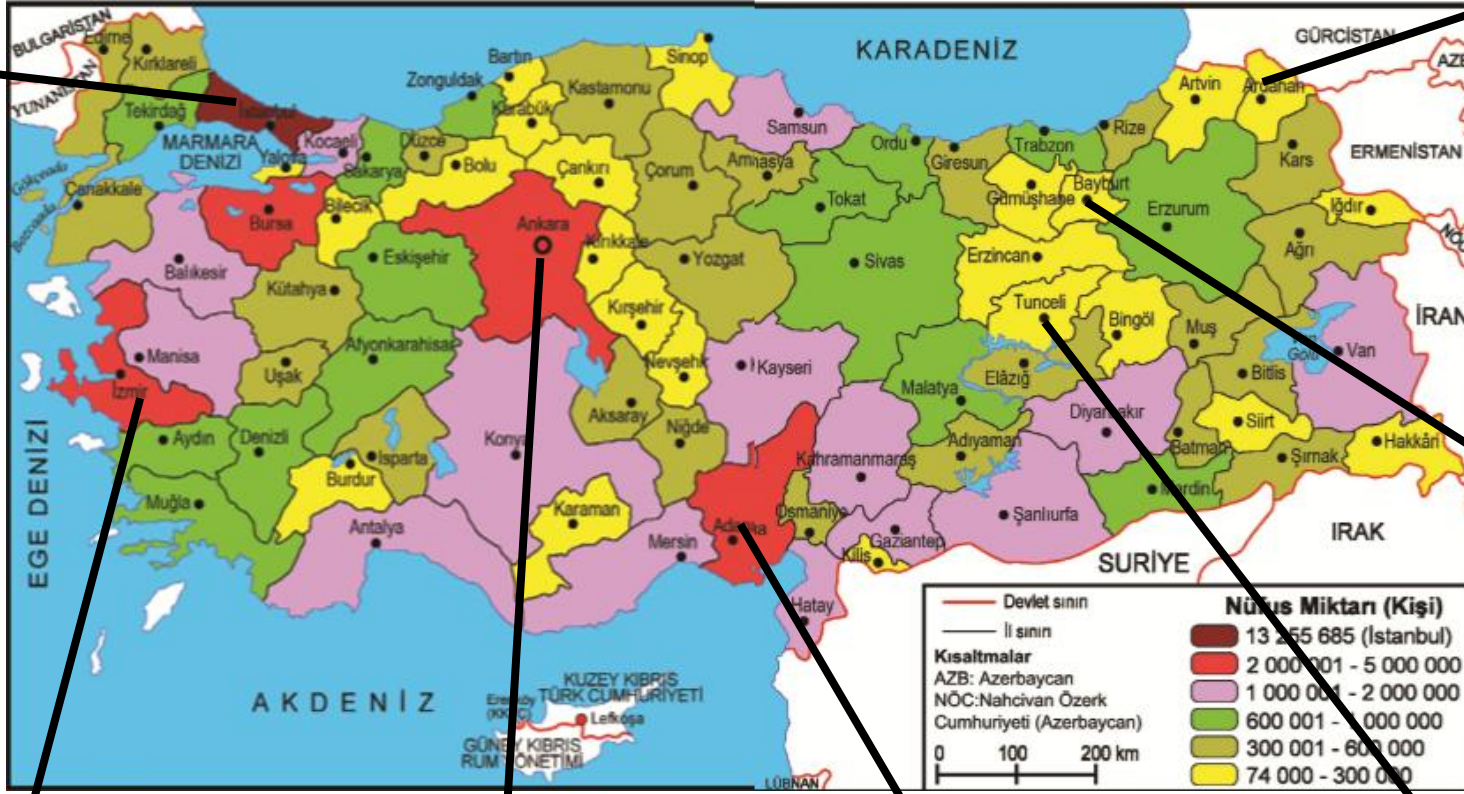 BULGARİSTAN
YUNANİSTAN
KARADENİZ
GÜRCİSTAN
ERMENİSTAN
İRAN
IRAK
SURİYE
LÜBNAN
EGE DENİZİ
AKDENİZ
MARMARA
DENİZİ
Gökçeada
Bozcaada
Edirne
Kırklareli
Tekirdağ
İstanbul
Yalova
Kocaeli
Sakarya
Düzce
Zonguldak
Bartın
Karabük
Kastamonu
Sinop
Samsun
Bolu
Çankırı
Çorum
Amasya
Ordu
Giresun
Trabzon
Rize
Artvin
Ardahan
Kars
Çanakkale
Bursa
Bilecik
Ankara
Kırıkkale
Yozgat
Tokat
Sivas
Gümüşhane
Bayburt
Erzincan
Erzurum
Iğdır
Ağrı
Balıkesir
Kütahya
Eskişehir
Kırşehir
Nevşehir
Kayseri
Tunceli
Bingöl
Muş
Van
Gölü
Van
Manisa
İzmir
Uşak
Afyonkarahisar
Aksaray
Niğde
Malatya
Elâzığ
Bitlis
Siirt
Hakkâri
Aydın
Denizli
Isparta
Burdur
Konya
Karaman
Kahramanmaraş
Adıyaman
Diyarbakır
Batman
Şırnak
Mardin
Muğla
Antalya
Mersin
Adana
Osmaniye
Gaziantep
Kilis
Şanlıurfa
Hatay
KUZEY KIBRIS
TÜRK CUMHURİYETİ
Lefkoşa
GÜNEY KIBRIS
RUM YÖNETİMİ
Devlet sınırı
İl sınırı
Kısaltmalar
AZB: Azerbaycan
NÖC:Nahcivan Özerk
Cumhuriyeti (Azerbaycan)
0 100 200 km
Nüfus Miktarı (Kişi)
13 255 685 (İstanbul)
2 000 001 - 5 000 000
1 000 001 - 2 000 000
600 001 - 1 000 000
300 001 - 600 000
74 000 - 300 000